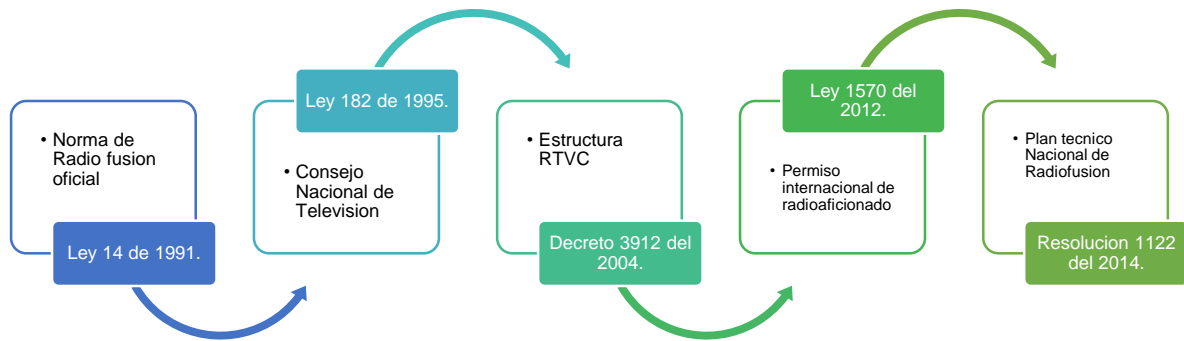 • Norma de
Radio fusion
oficial
Ley 14 de 1991.
Ley 182 de 1995.
• Consejo
Nacional de
Television
• Estructura
RTVC
Decreto 3912 del
2004.
Ley 1570 del
2012.
• Permiso
internacional de
radioaficionado
• Plan tecnico
Nacional de
Radiofusion
Resolucion 1122
del 2014.